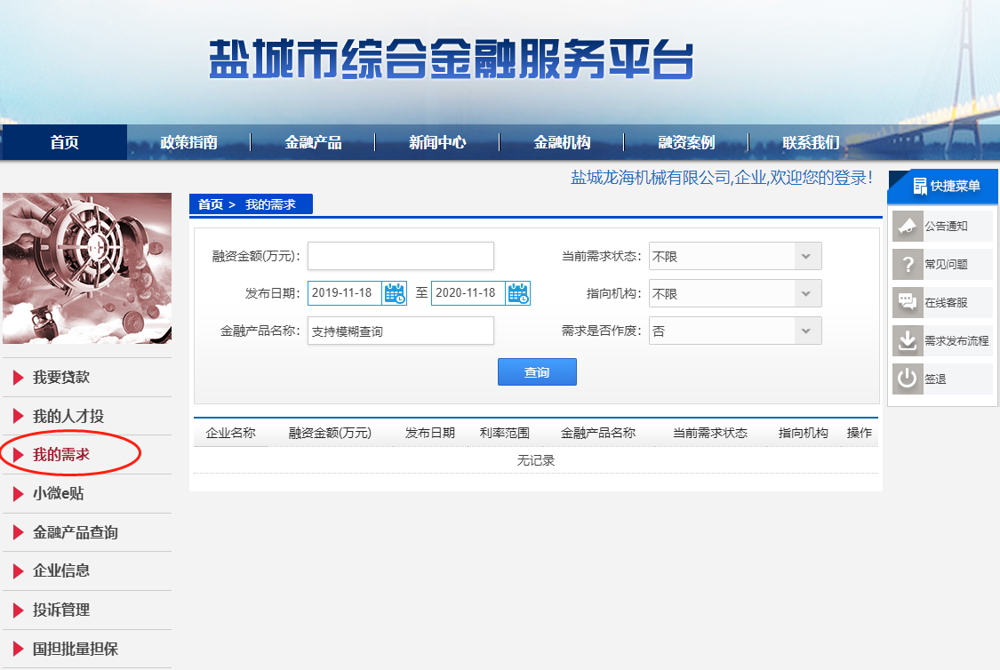 盐城市综合金融服务平台
首页 政策指南 金融产品 新闻中心 金融机构 融资案例 联系我们
盐城龙海机械有限公司,企业,欢迎您的登录！
首页 > 我的需求
融资金额(万元)： 当前需求状态： 不限
发布日期： 2019-11-18 至 2020-11-18 指向机构： 不限
金融产品名称： 支持模糊查询 需求是否作废： 否
查询
企业名称 融资金额(万元) 发布日期 利率范围 金融产品名称 当前需求状态 指向机构 操作
无记录
我要贷款
我的人才投
我的需求
小微e贴
金融产品查询
企业信息
投诉管理
国担批量担保
快捷菜单
公告通知
常见问题
在线客服
需求发布流程
签退